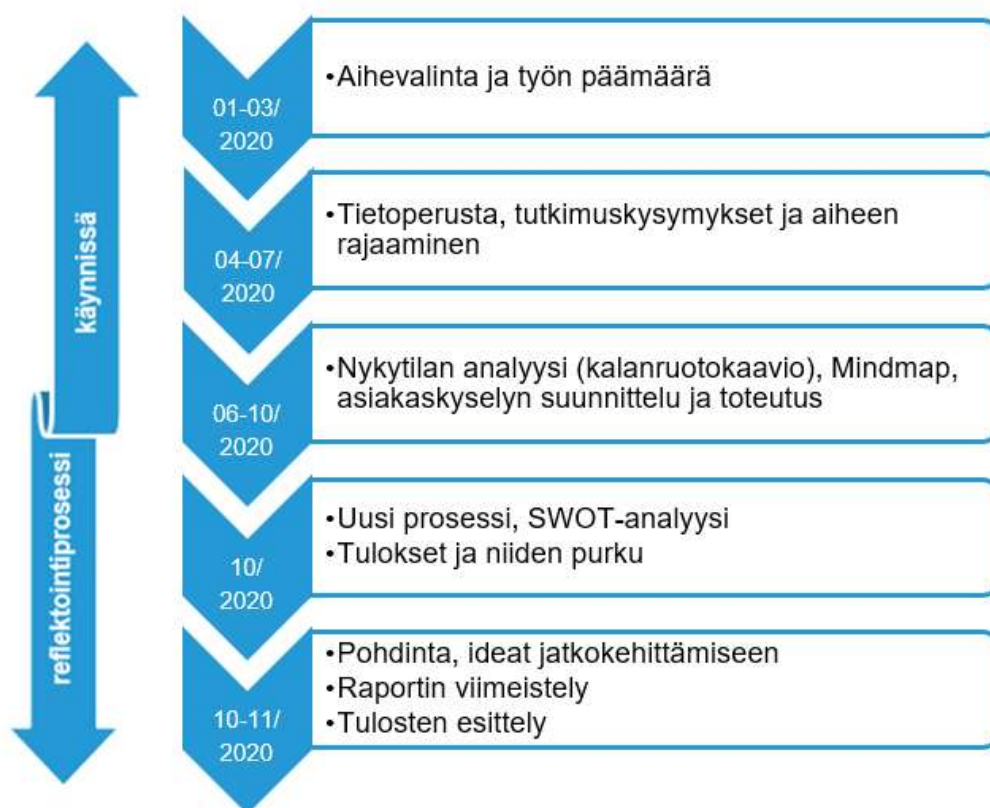 01-03/
2020
•Aihevalinta ja työn päämäärä
04-07/
2020
•Tietoperusta, tutkimuskysymykset ja aiheen
rajaaminen
06-10/
2020
•Nykytilan analyysi (kalanruotokaavio), Mindmap,
asiakaskyselyn suunnittelu ja toteutus
10/
2020
•Uusi prosessi, SWOT-analyysi
•Tulokset ja niiden purku
10-11/
2020
•Pohdinta, ideat jatkokehittämiseen
•Raportin viimeistely
•Tulosten esittely
reflektointiprosessi
käynnissä